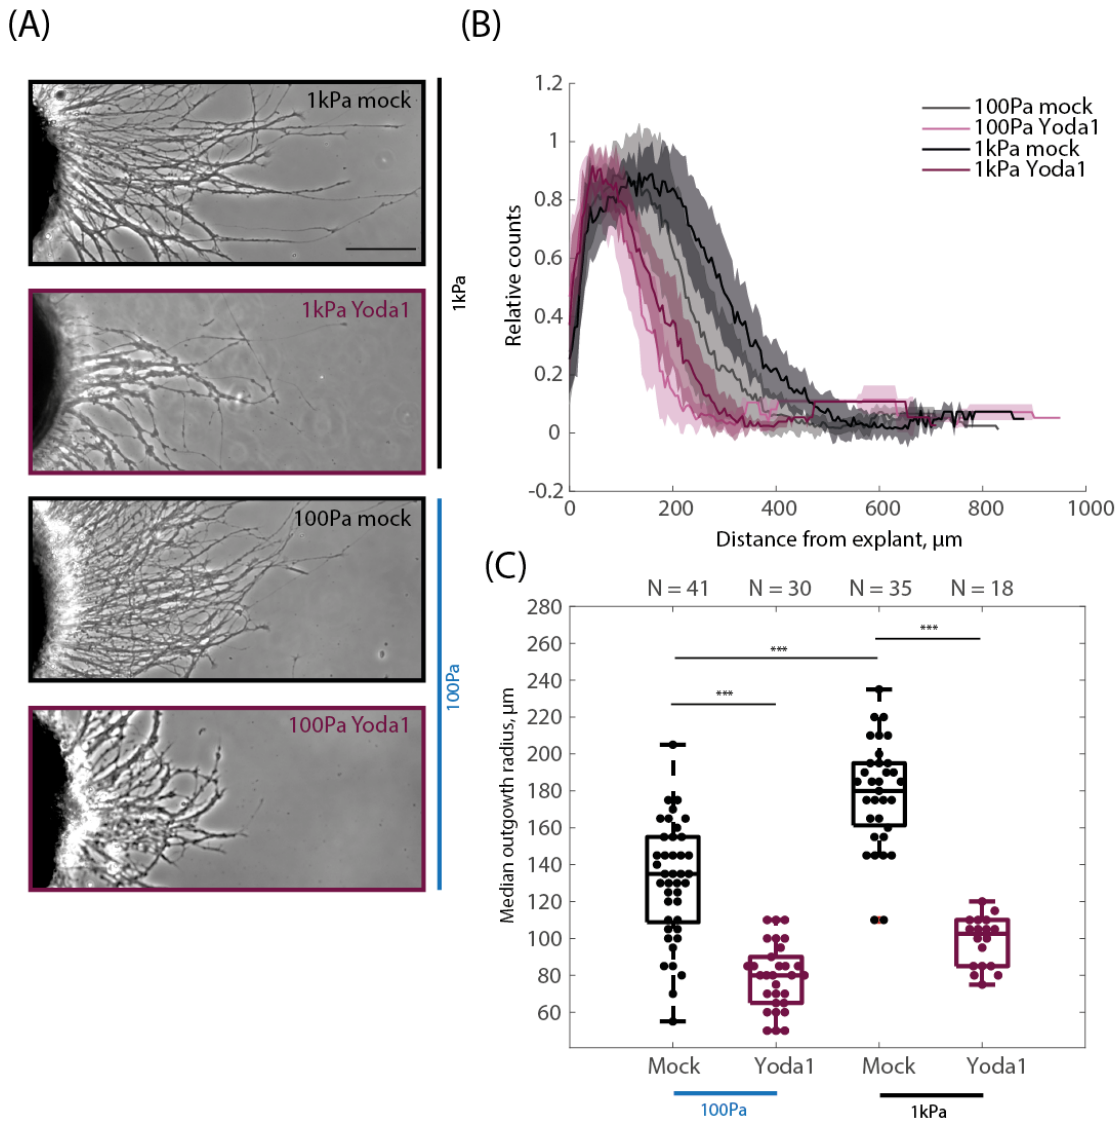 (A)
1kPa mock
1kPa Yoda1
1kPa
100Pa mock
100Pa Yoda1
100Pa
(B)
1.2
1
0.8
0.6
0.4
0.2
0
-0.2
Relative counts
0 200 400 600 800 1000
Distance from explant, µm
100Pa mock
100Pa Yoda1
1kPa mock
1kPa Yoda1
(C)
N = 41 N = 30 N = 35 N = 18
280
260
240
220
200
180
160
140
120
100
80
60
Median outgowth radius, µm
***
***
***
Mock Yoda1 Mock Yoda1
100Pa 1kPa